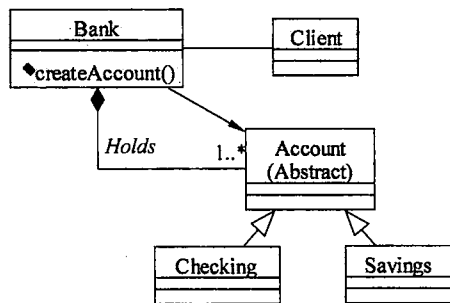 Bank
Client
createAccount()
Holds
1..*
Account
(Abstract)
Checking
Savings